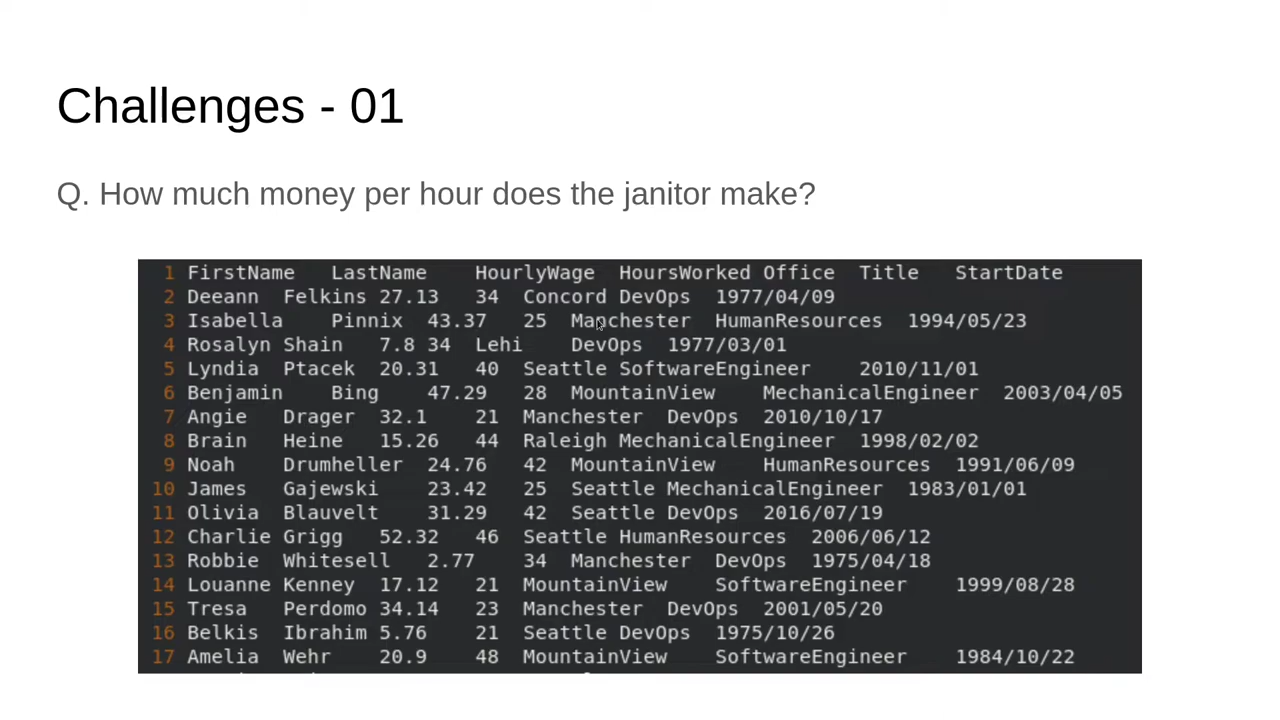 Challenges - 01
Q. How much money per hour does the janitor make?
1 FirstName LastName HourlyWage HoursWorked Office Title StartDate
2 Deeann Felkins 27.13 34 Concord DevOps 1977/04/09
3 Isabella Pinnix 43.37 25 Manchester HumanResources 1994/05/23
4 Rosalyn Shain 7.8 34 Lehi DevOps 1977/03/01
5 Lyndia Ptacek 20.31 40 Seattle SoftwareEngineer 2010/11/01
6 Benjamin Bing 47.29 28 MountainView MechanicalEngineer 2003/04/05
7 Angie Drager 32.1 21 Manchester DevOps 2010/10/17
8 Brain Heine 15.26 44 Raleigh MechanicalEngineer 1998/02/02
9 Noah Drumheller 24.76 42 MountainView HumanResources 1991/06/09
10 James Gajewski 23.42 25 Seattle MechanicalEngineer 1983/01/01
11 Olivia Blauvelt 31.29 42 Seattle DevOps 2016/07/19
12 Charlie Grigg 52.32 46 Seattle HumanResources 2006/06/12
13 Robbie Whitesell 2.77 34 Manchester DevOps 1975/04/18
14 Louanne Kenney 17.12 21 MountainView SoftwareEngineer 1999/08/28
15 Tresa Perdomo 34.14 23 Manchester DevOps 2001/05/20
16 Belkis Ibrahim 5.76 21 Seattle DevOps 1975/10/26
17 Amelia Wehr 20.9 48 MountainView SoftwareEngineer 1984/10/22